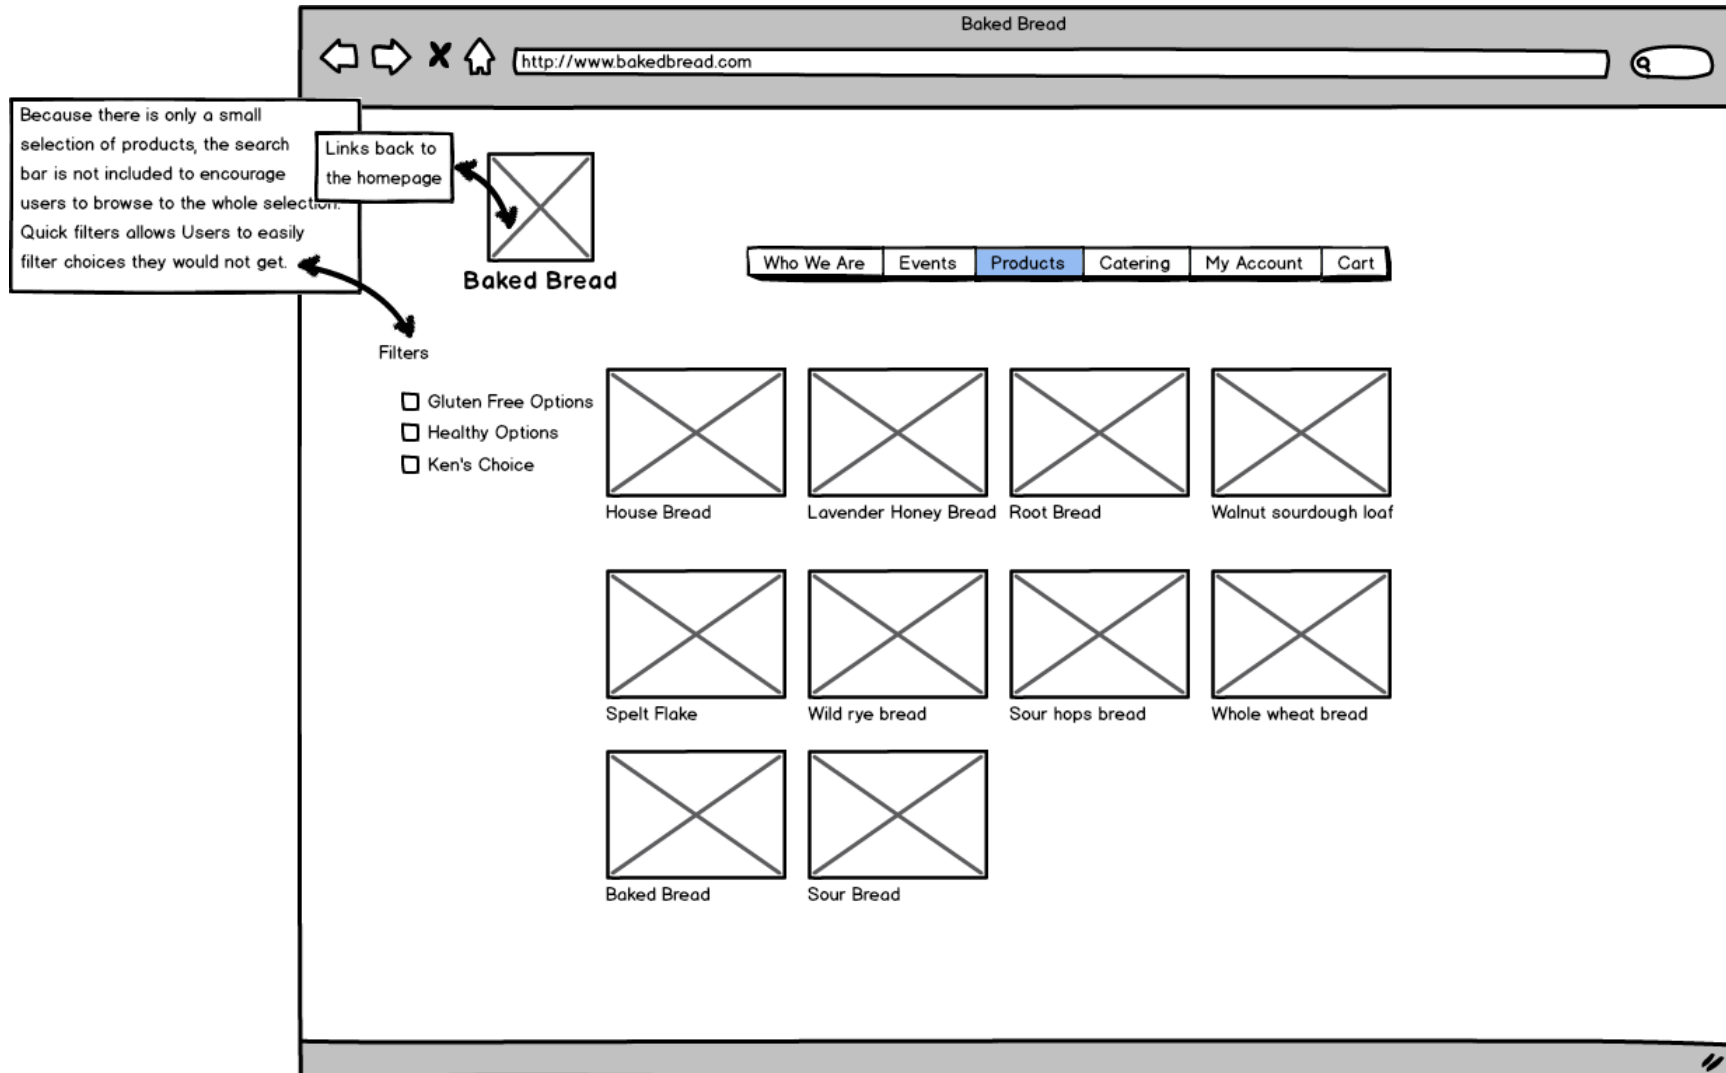 Baked Bread
http://www.bakedbread.com
Because there is only a small
selection of products, the search
bar is not included to encourage
users to browse to the whole selection.
Quick filters allows Users to easily
filter choices they would not get.
Links back to
the homepage
Baked Bread
Who We Are Events Products Catering My Account Cart
Filters
Gluten Free Options
Healthy Options
Ken's Choice
House Bread Lavender Honey Bread Root Bread Walnut sourdough loaf
Spelt Flake Wild rye bread Sour hops bread Whole wheat bread
Baked Bread Sour Bread